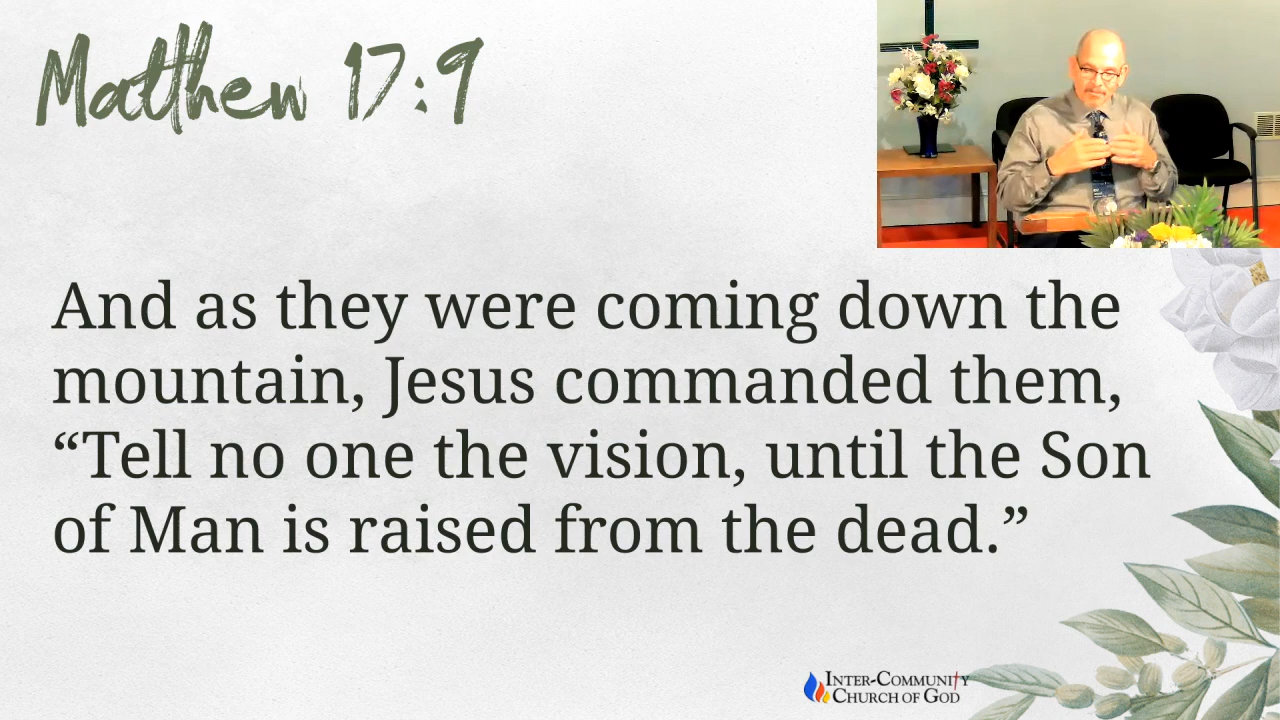 Matthew 17:9
And as they were coming down the
mountain, Jesus commanded them,
“Tell no one the vision, until the Son
of Man is raised from the dead.”
Inter-Community
Church of God